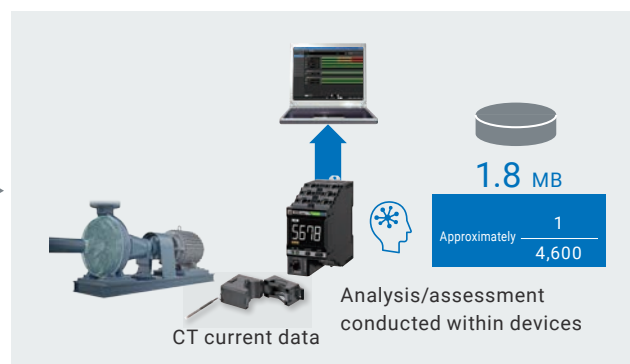 1.8 MB
Approximately 1
4,600
5678
CT current data
Analysis/assessment
conducted within devices